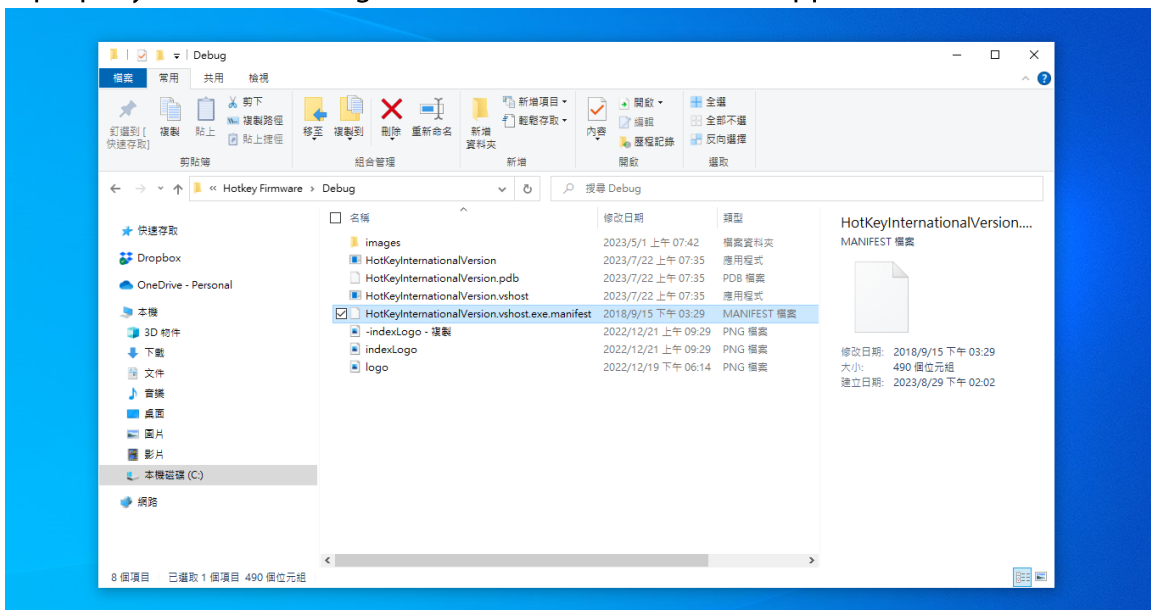 Debug
檔案 常用 共用 檢視
釘選到 [快速存取]
複製
貼上
剪下
複製路徑
貼上捷徑
剪貼簿
移至
複製到
刪除
重新命名
組合管理
新增
資料夾
新增項目
輕鬆存取
新增
內容
開啟
編輯
歷程記錄
開啟
全選
全部不選
反向選擇
選取
« Hotkey Firmware › Debug
搜尋 Debug
快速存取
Dropbox
OneDrive - Personal
本機
3D 物件
下載
文件
音樂
桌面
圖片
影片
本機磁碟 (C:)
網路
名稱 修改日期 類型
images 2023/5/1 上午 07:42 檔案資料夾
HotKeyInternationalVersion 2023/7/22 上午 07:35 應用程式
HotKeyInternationalVersion.pdb 2023/7/22 上午 07:35 PDB 檔案
HotKeyInternationalVersion.vshost 2023/7/22 上午 07:35 應用程式
HotKeyInternationalVersion.vshost.exe.manifest 2018/9/15 下午 03:29 MANIFEST 檔案
-indexLogo - 複製 2022/12/21 上午 09:29 PNG 檔案
indexLogo 2022/12/21 上午 09:29 PNG 檔案
logo 2022/12/19 下午 06:14 PNG 檔案
HotKeyInternationalVersion....
MANIFEST 檔案
修改日期: 2018/9/15 下午 03:29
大小: 490 個位元組
建立日期: 2023/8/29 下午 02:02
8 個項目 已選取 1 個項目 490 個位元組